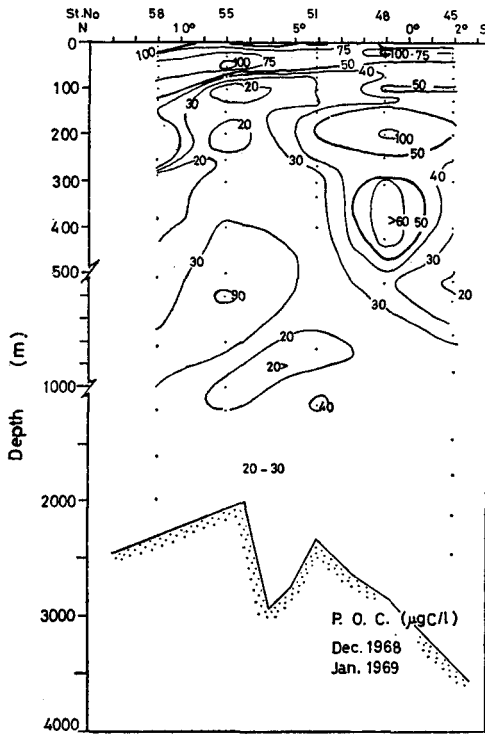 St.No 58 55 51 48 45
N 10° 5° 0° 2° S
0
100 75 75 100 75
100 50 40
100 20 50
30
20 100
200 20 30 50 40
300
>60 50
400
30 30
500 30 20
90
20
20
1000 40
20-30
2000
3000
4000
Depth (m)
P. O. C. (μgC/l)
Dec. 1968
Jan. 1969